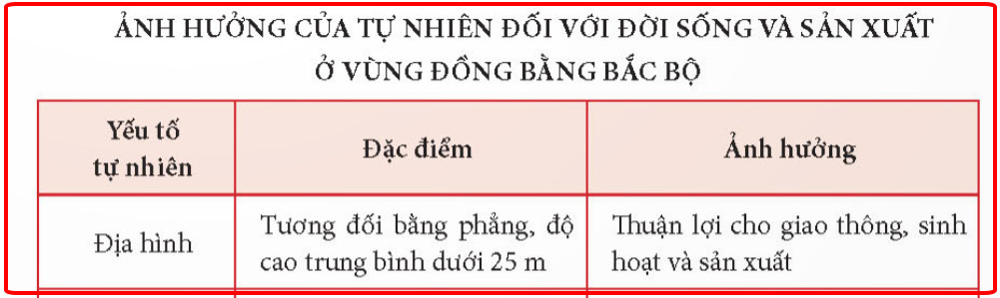 ẢNH HƯỞNG CỦA TỰ NHIÊN ĐỐI VỚI ĐỜI SỐNG VÀ SẢN XUẤT
Ở VÙNG ĐỒNG BẰNG BẮC BỘ
Yếu tố
tự nhiên
Đặc điểm
Ảnh hưởng
Địa hình
Tương đối bằng phẳng, độ
cao trung bình dưới 25 m
Thuận lợi cho giao thông, sinh
hoạt và sản xuất